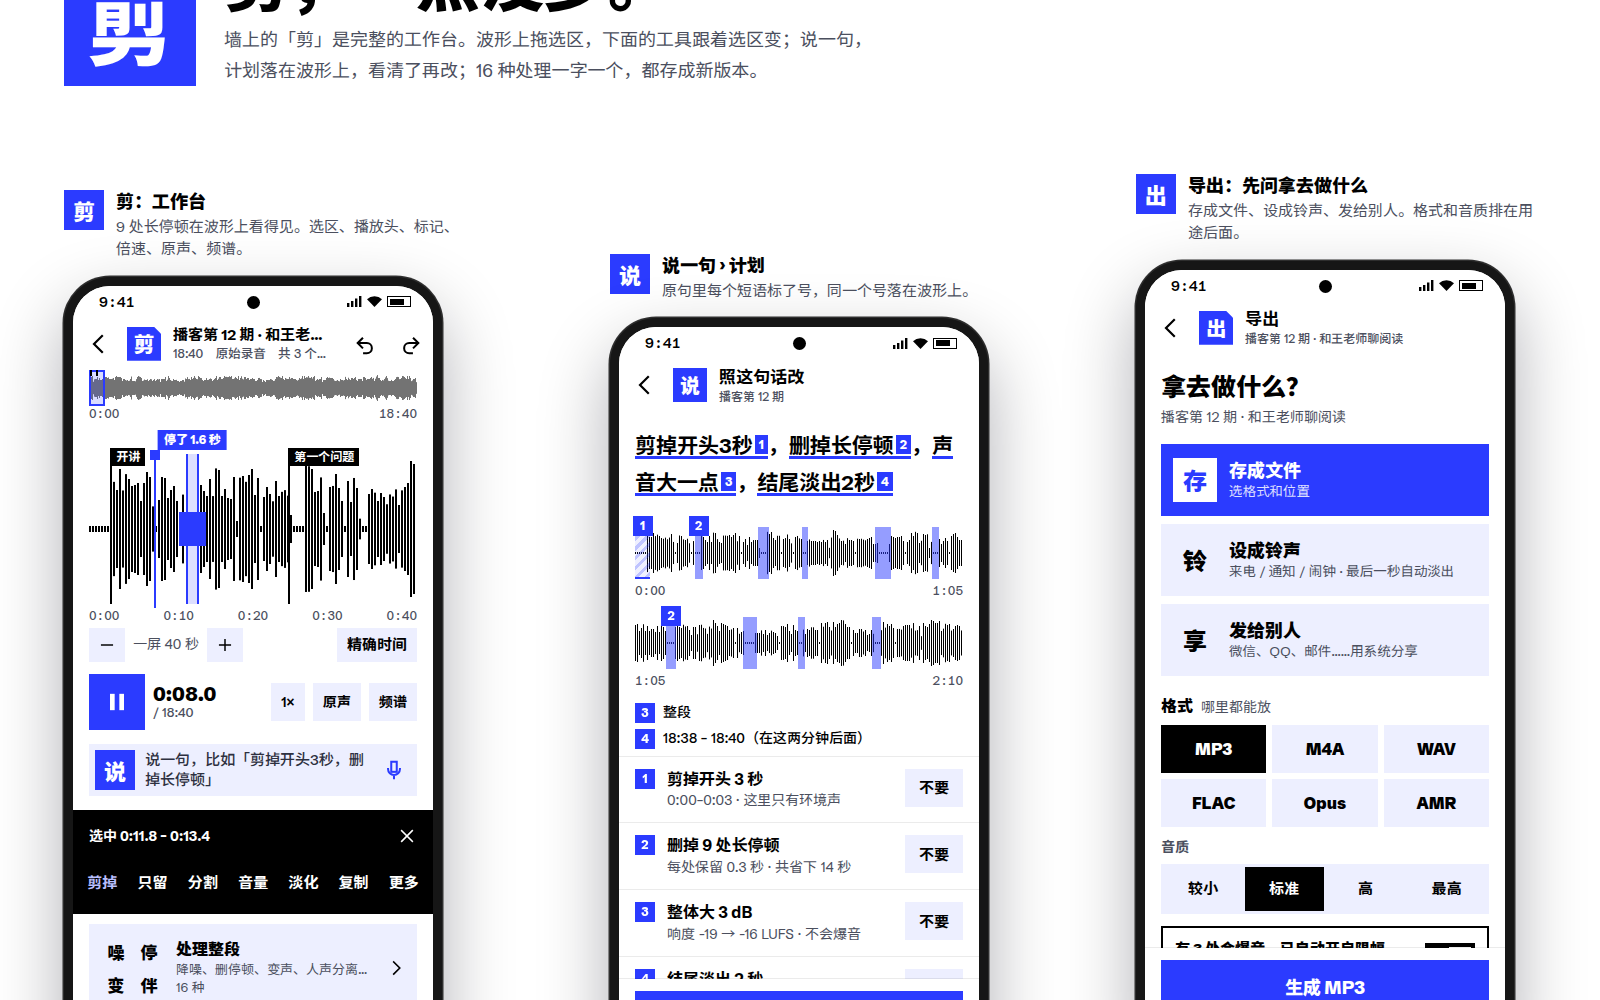 剪
墙上的「剪」是完整的工作台。波形上拖选区，下面的工具跟着选区变；说一句，
计划落在波形上，看清了再改；16 种处理一字一个，都存成新版本。
剪
剪：工作台
9 处长停顿在波形上看得见。选区、播放头、标记、
倍速、原声、频谱。
9:41
剪
播客第 12 期 · 和王老...
18:40 原始录音 共 3 个...
0:00
18:40
停了 1.6 秒
开讲
第一个问题
0:00
0:10
0:20
0:30
0:40
一屏 40 秒
精确时间
0:08.0
/ 18:40
1×
原声
频谱
说
说一句，比如「剪掉开头3秒，删
掉长停顿」
选中 0:11.8 – 0:13.4
剪掉
只留
分割
音量
淡化
复制
更多
噪 停
变 伴
处理整段
降噪、删停顿、变声、人声分离...
16 种
说
说一句 › 计划
原句里每个短语标了号，同一个号落在波形上。
9:41
说
照这句话改
播客第 12 期
剪掉开头3秒 1，删掉长停顿 2，声
音大一点 3，结尾淡出2秒 4
1
2
0:00
1:05
2
1:05
2:10
3 整段
4 18:38 – 18:40（在这两分钟后面）
1
剪掉开头 3 秒
0:00–0:03 · 这里只有环境声
不要
2
删掉 9 处长停顿
每处保留 0.3 秒 · 共省下 14 秒
不要
3
整体大 3 dB
响度 -19 → -16 LUFS · 不会爆音
不要
4
结尾淡出 2 秒
出
导出：先问拿去做什么
存成文件、设成铃声、发给别人。格式和音质排在用
途后面。
9:41
出
导出
播客第 12 期 · 和王老师聊阅读
拿去做什么？
播客第 12 期 · 和王老师聊阅读
存
存成文件
选格式和位置
铃
设成铃声
来电 / 通知 / 闹钟 · 最后一秒自动淡出
享
发给别人
微信、QQ、邮件……用系统分享
格式 哪里都能放
MP3
M4A
WAV
FLAC
Opus
AMR
音质
较小
标准
高
最高
生成 MP3